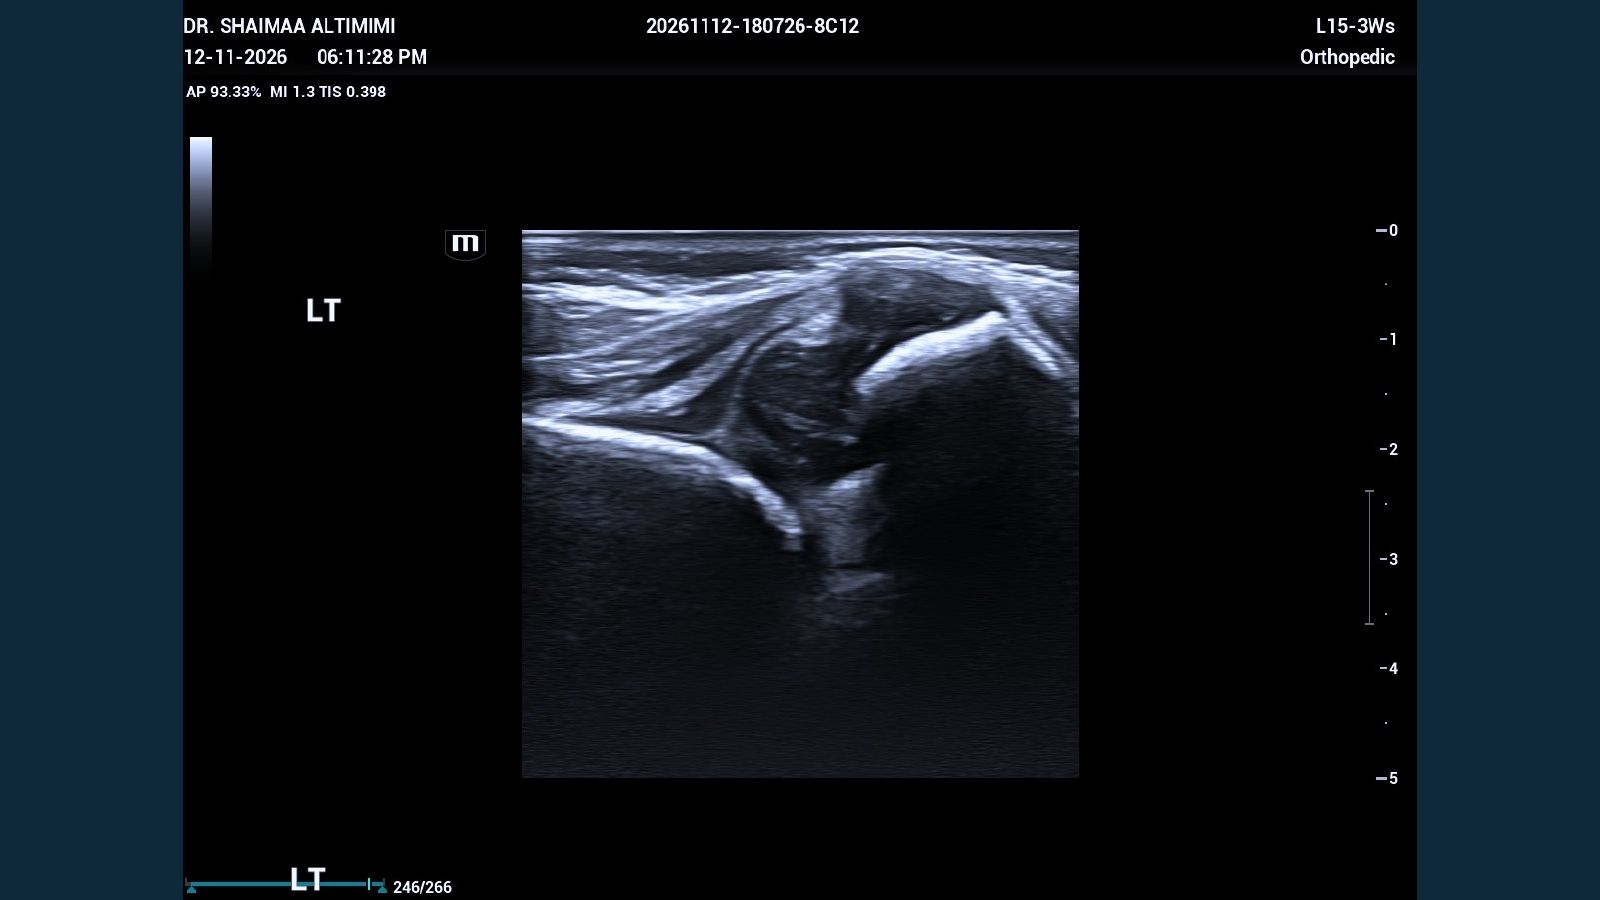 DR. SHAIMAA ALTIMIMI
20261112-180726-8C12
L15-3Ws
12-11-2026 06:11:28 PM
Orthopedic
AP 93.33% MI 1.3 TIS 0.398
m
0
LT
1
2
3
4
5
LT
246/266